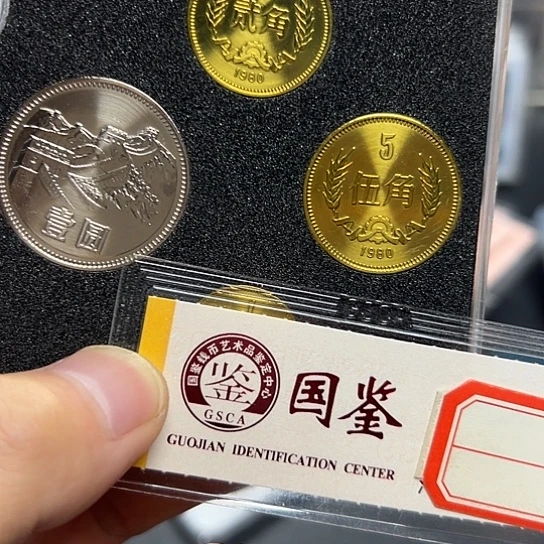 贰角
1980
壹圆
5
伍角
1980
国鉴钱币艺术品鉴定中心
鉴
GSCA
国鉴
GUOJIAN IDENTIFICATION CENTER